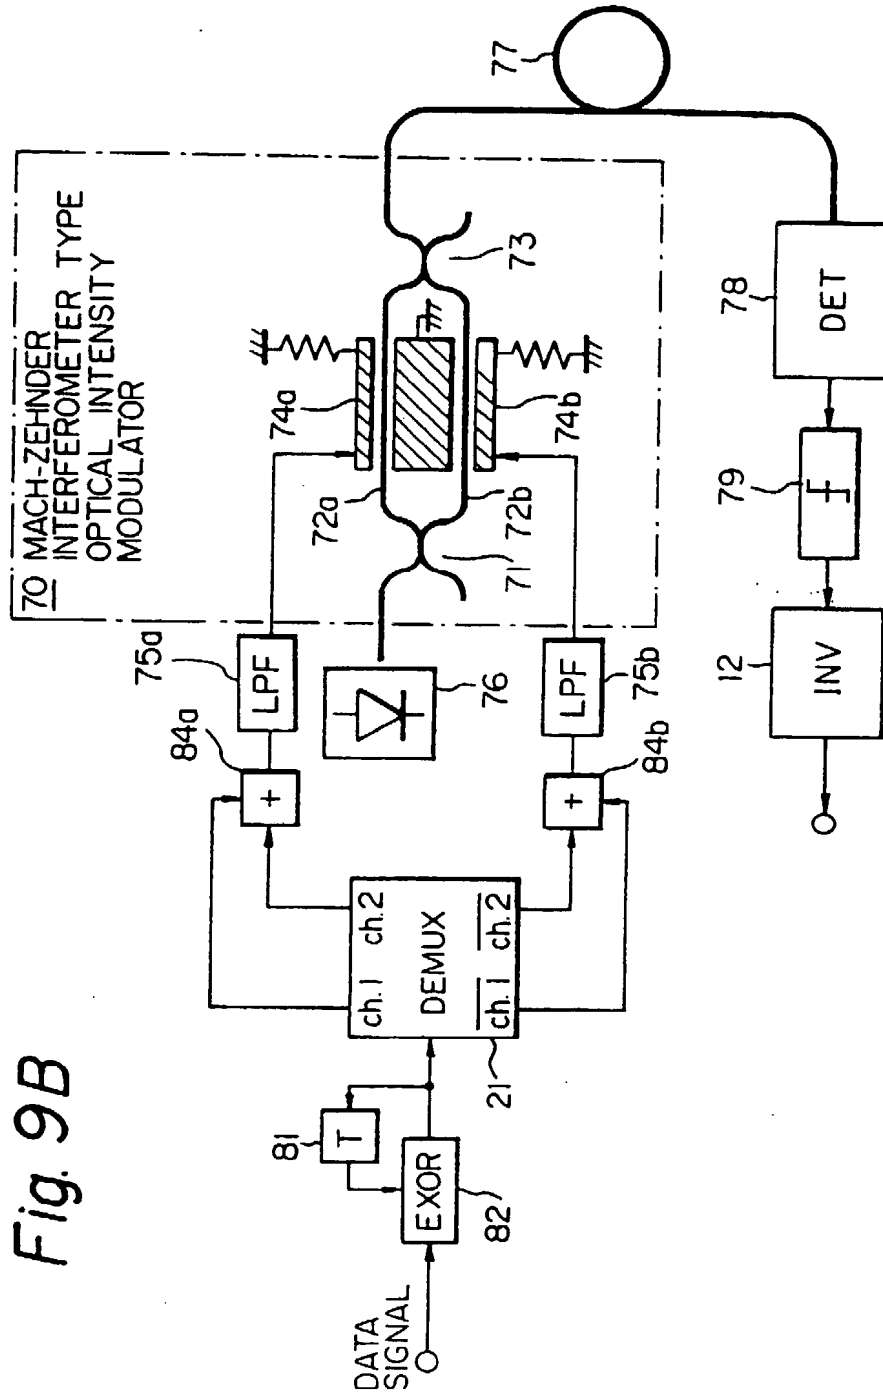 Fig. 9B
70 MACH-ZEHNDER
INTERFEROMETER TYPE
OPTICAL INTENSITY
MODULATOR
DATA
SIGNAL
EXOR
82
T
81
DEMUX
ch.1
ch.2
ch.1
ch.2
21
+
84a
+
84b
LPF
75a
LPF
75b
76
71
72a
72b
74a
74b
73
77
78
DET
79
12
INV